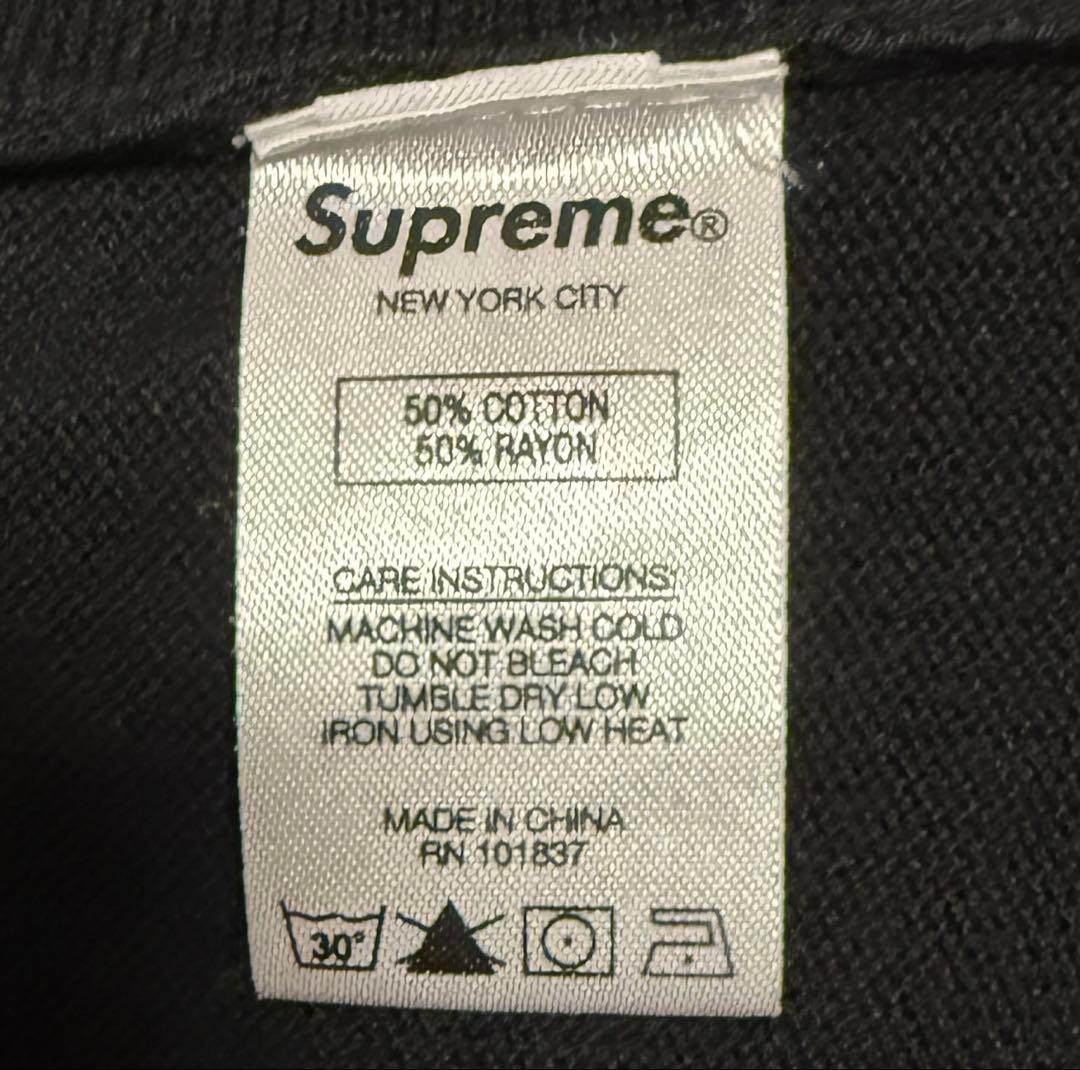 Supreme®
NEW YORK CITY
50% COTTON
50% RAYON
CARE INSTRUCTIONS:
MACHINE WASH COLD
DO NOT BLEACH
TUMBLE DRY LOW
IRON USING LOW HEAT
MADE IN CHINA
RN 101837
30°